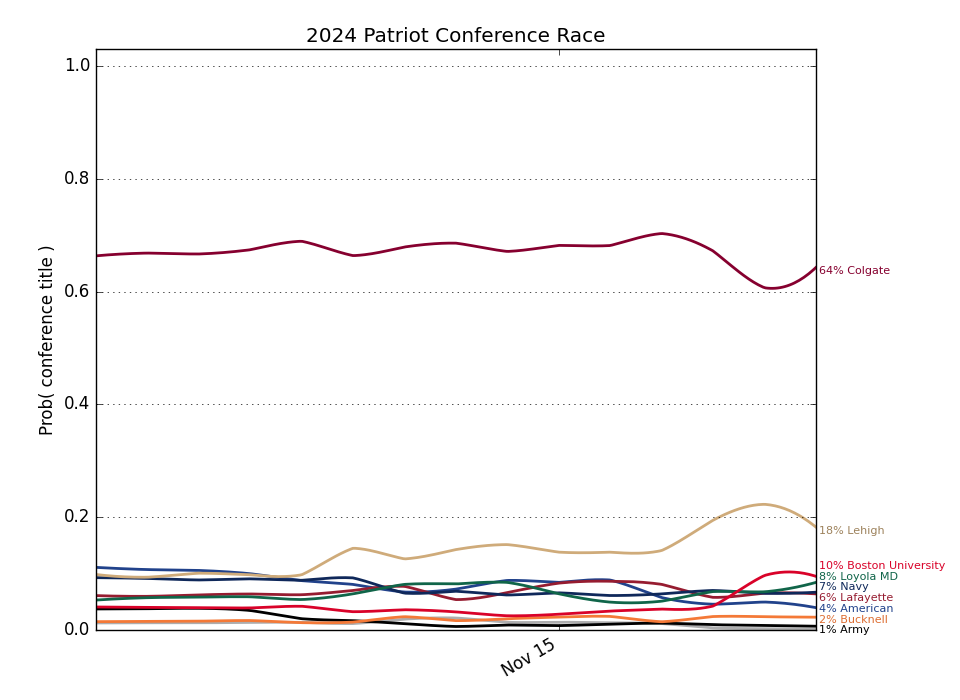 2024 Patriot Conference Race
1.0
0.8
0.6
0.4
0.2
0.0
Prob( conference title )
Nov 15
64% Colgate
18% Lehigh
10% Boston University
8% Loyola MD
7% Navy
6% Lafayette
4% American
2% Bucknell
1% Army